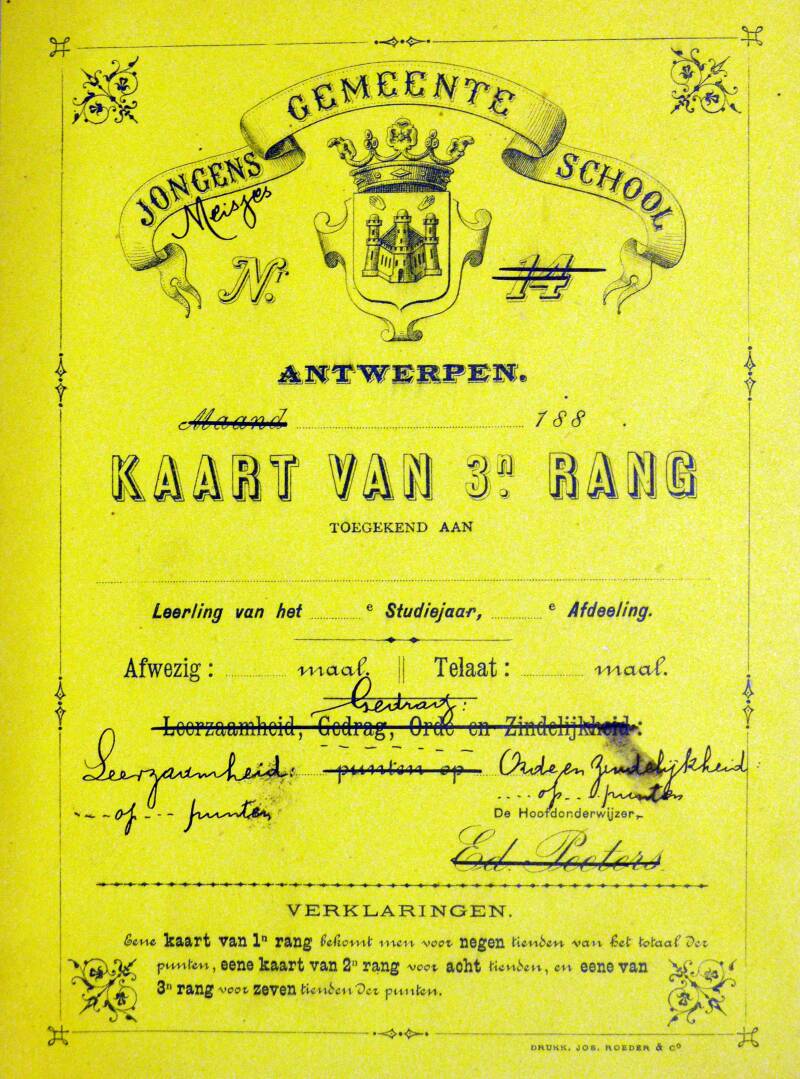 GEMEENTE
JONGENS SCHOOL
Meisjes
Nr 14
ANTWERPEN.
Maand 188 .
KAART VAN 3n. RANG
TOEGEKEND AAN
Leerling van het e Studiejaar, e Afdeeling.
Afwezig : maal. || Telaat : maal.
Gedrag :
Leerzaamheid, Gedrag, Orde en Zindelijkheid :
Leerzaamheid : punten op Orde en Zindelijkheid :
op punten op punten
De Hoofdonderwijzer,
Ed. Peeters.
VERKLARINGEN.
Eene kaart van 1n rang bekomt men voor negen tienden van het totaal der
punten, eene kaart van 2n rang voor acht tienden, en eene van
3n rang voor zeven tienden der punten.
DRUKK. JOS. ROEDER & Co